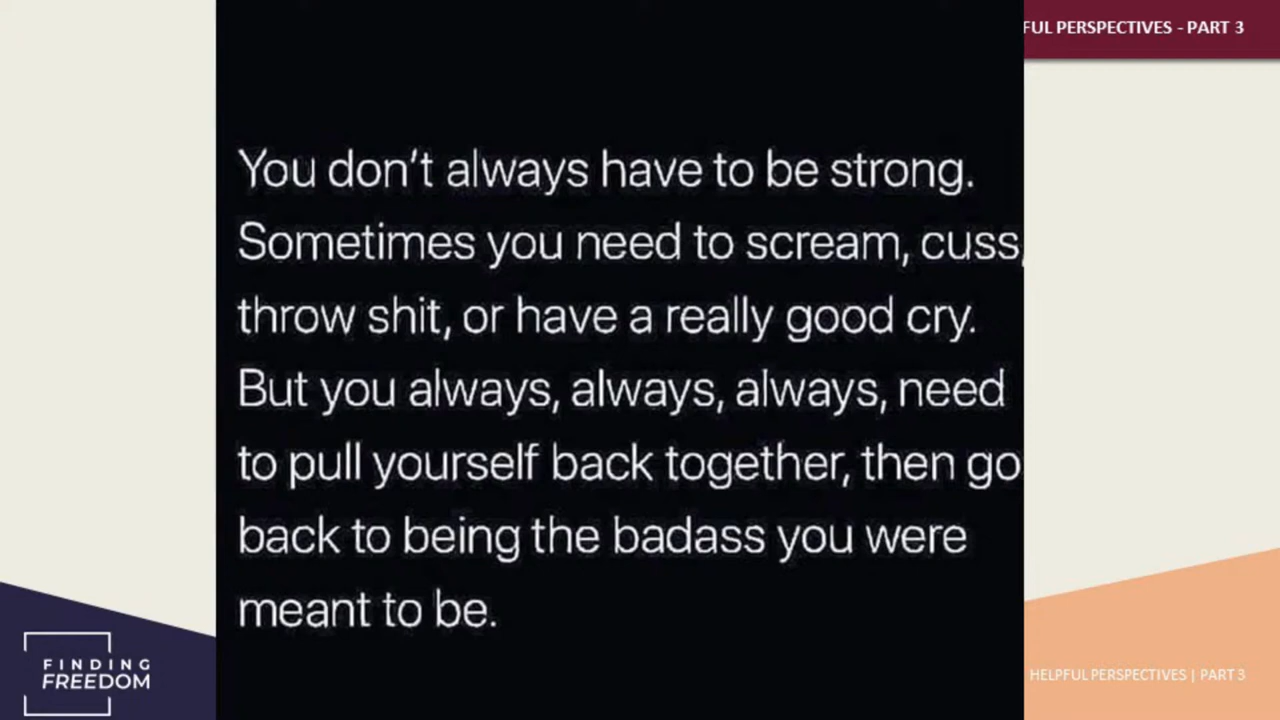 FUL PERSPECTIVES - PART 3
You don't always have to be strong.
Sometimes you need to scream, cuss,
throw shit, or have a really good cry.
But you always, always, always, need
to pull yourself back together, then go
back to being the badass you were
meant to be.
FINDING
FREEDOM
HELPFUL PERSPECTIVES | PART 3